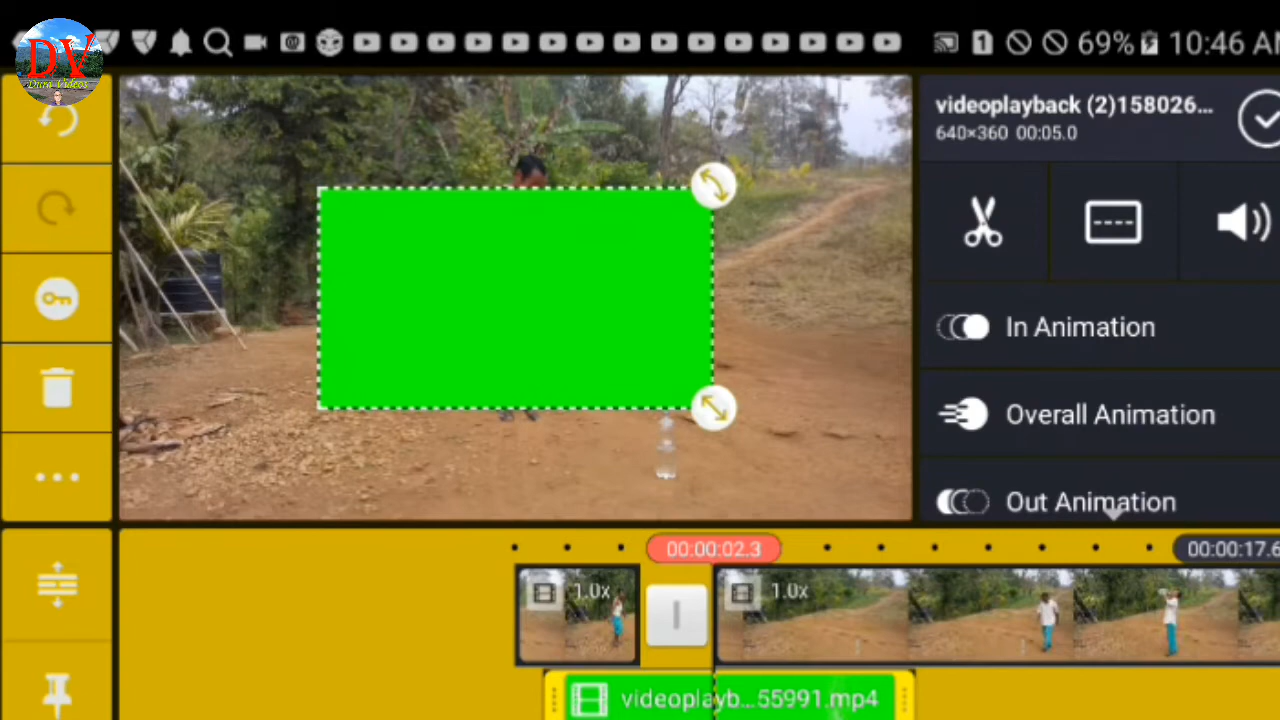 DV
Dura Videos
1
69%
10:46 AM
videoplayback (2)158026...
640×360 00:05.0
In Animation
Overall Animation
Out Animation
00:00:02.3
00:00:17.6
1.0x
1.0x
videoplayb...55991.mp4